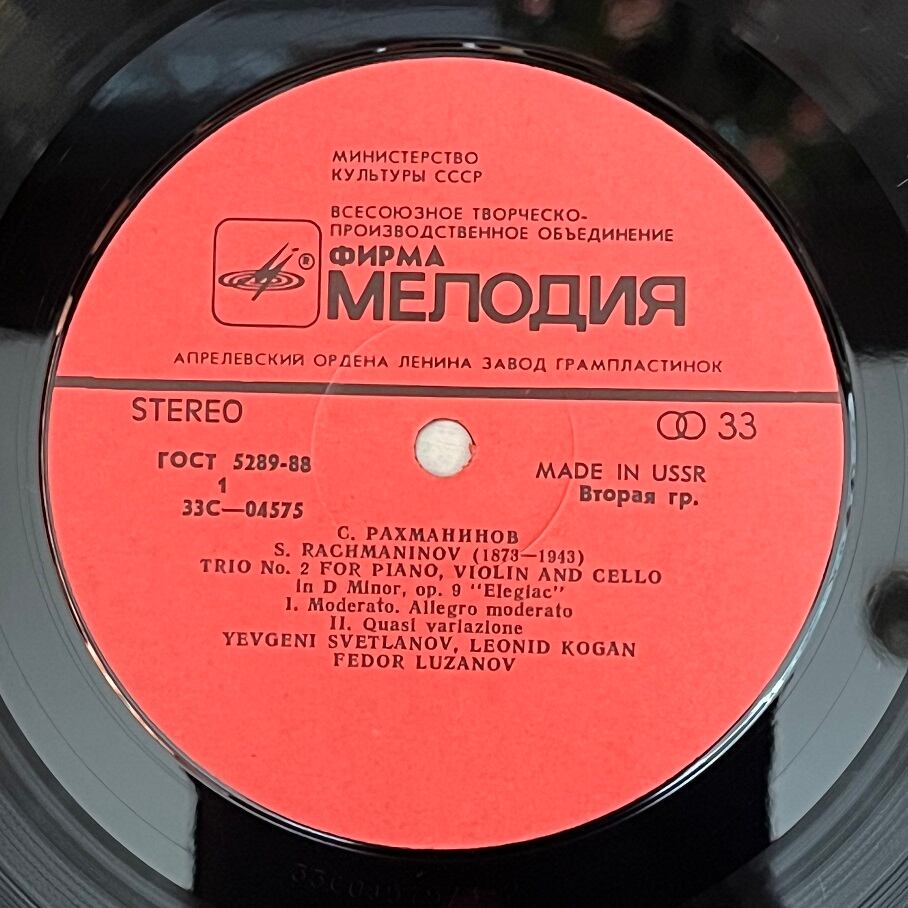 МИНИСТЕРСТВО
КУЛЬТУРЫ СССР
ВСЕСОЮЗНОЕ ТВОРЧЕСКО-
ПРОИЗВОДСТВЕННОЕ ОБЪЕДИНЕНИЕ
ФИРМА
®
МЕЛОДИЯ
АПРЕЛЕВСКИЙ ОРДЕНА ЛЕНИНА ЗАВОД ГРАМПЛАСТИНОК
STEREO
33
ГОСТ 5289-88
MADE IN USSR
1
Вторая гр.
33С—04575
С. РАХМАНИНОВ
S. RACHMANINOV (1873—1943)
TRIO No. 2 FOR PIANO, VIOLIN AND CELLO
in D Minor, op. 9 "Elegiac"
I. Moderato. Allegro moderato
II. Quasi variazione
YEVGENI SVETLANOV, LEONID KOGAN
FEDOR LUZANOV